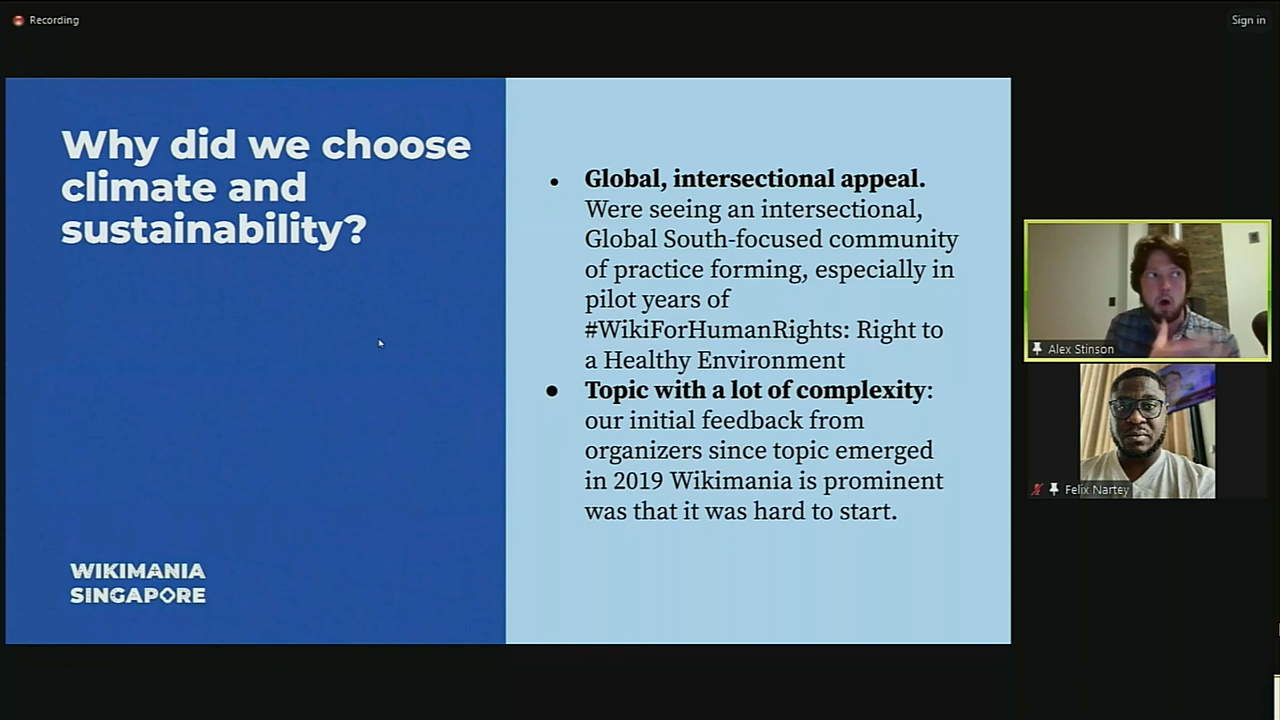 Recording
Sign in
Why did we choose
climate and
sustainability?
WIKIMANIA
SINGAPORE
● Global, intersectional appeal.
Were seeing an intersectional,
Global South-focused community
of practice forming, especially in
pilot years of
#WikiForHumanRights: Right to
a Healthy Environment
● Topic with a lot of complexity:
our initial feedback from
organizers since topic emerged
in 2019 Wikimania is prominent
was that it was hard to start.
Alex Stinson
Felix Nartey